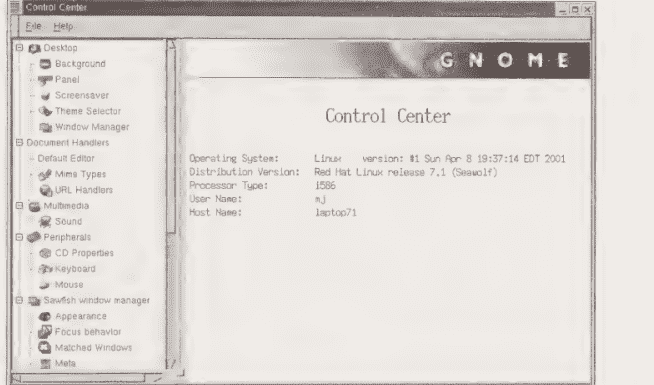 Control Center
File Help
Desktop
Background
Panel
Screensaver
Theme Selector
Window Manager
Document Handlers
Default Editor
Mime Types
URL Handlers
Multimedia
Sound
Peripherals
CD Properties
Keyboard
Mouse
Sawfish window manager
Appearance
Focus behavior
Matched Windows
Meta
GNOME
Control Center
Operating System: Linux version: #1 Sun Apr 8 19:37:14 EDT 2001
Distribution Version: Red Hat Linux release 7.1 (Seawolf)
Processor Type: i586
User Name: mj
Host Name: laptop71